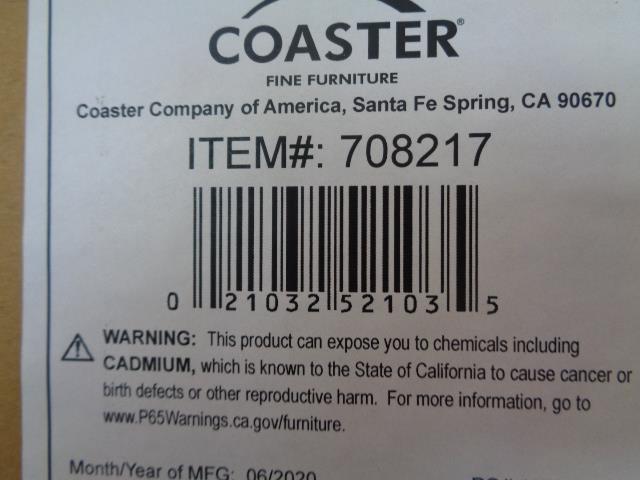 COASTER®
FINE FURNITURE
Coaster Company of America, Santa Fe Spring, CA 90670
ITEM#: 708217
0 21032 52103 5
WARNING: This product can expose you to chemicals including
CADMIUM, which is known to the State of California to cause cancer or
birth defects or other reproductive harm. For more information, go to
www.P65Warnings.ca.gov/furniture.
Month/Year of MFG: 06/2020